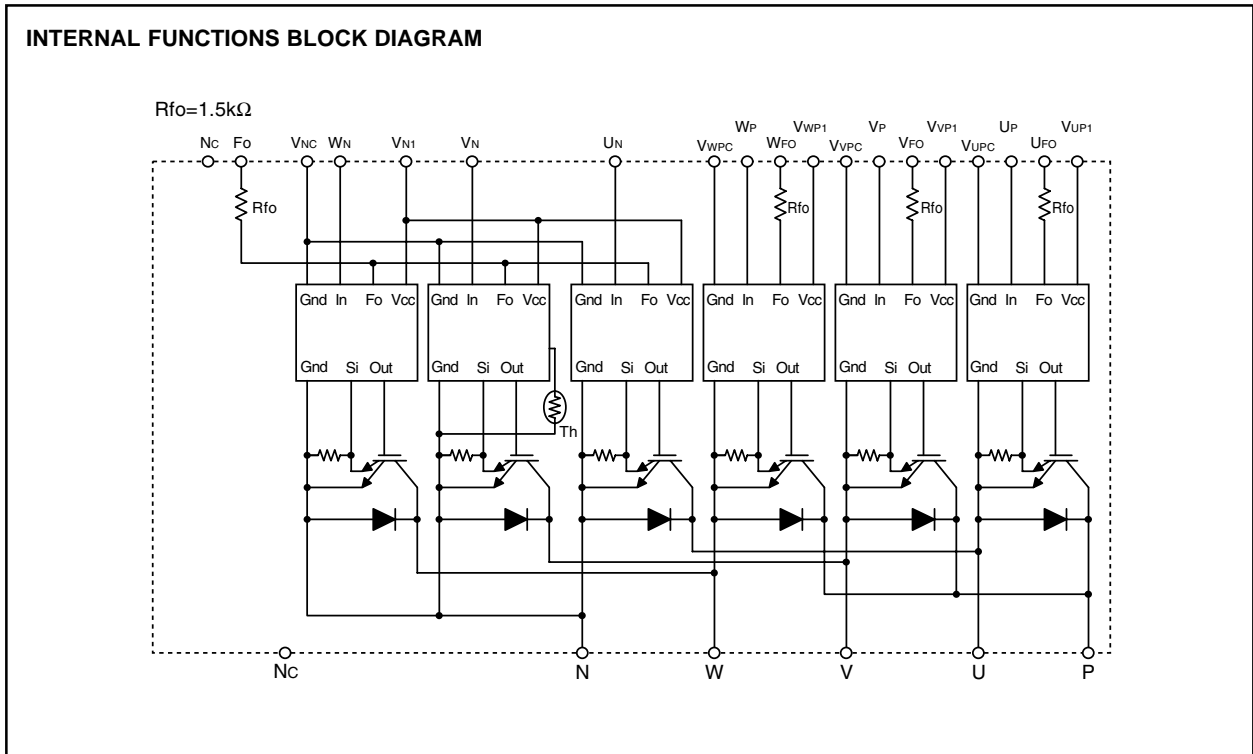 INTERNAL FUNCTIONS BLOCK DIAGRAM
Rfo=1.5kΩ
NC Fo VNC WN VN1 VN UN VWPC WP WFO VWP1 VVPC VP VFO VVP1 VUPC UP UFO VUP1
Rfo Rfo Rfo Rfo
Gnd In Fo Vcc Gnd In Fo Vcc Gnd In Fo Vcc Gnd In Fo Vcc Gnd In Fo Vcc Gnd In Fo Vcc
Gnd Si Out Gnd Si Out Gnd Si Out Gnd Si Out Gnd Si Out Gnd Si Out
Th
NC N W V U P